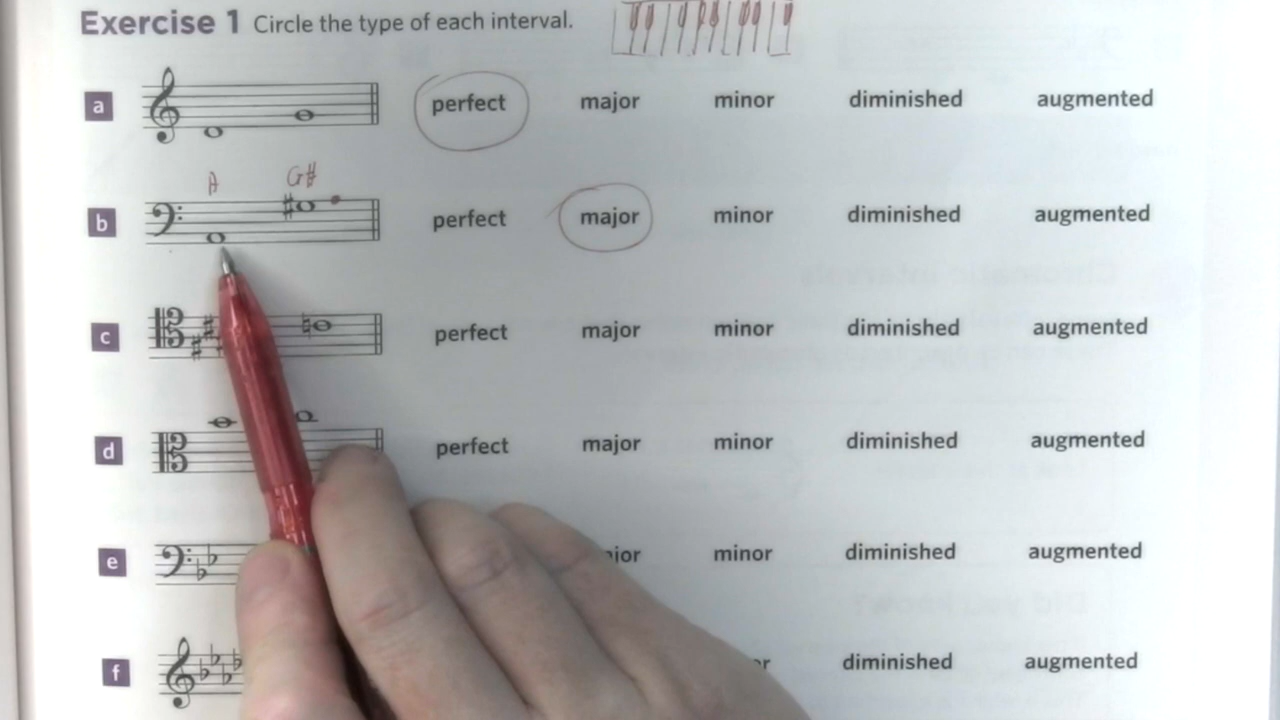 Exercise 1 Circle the type of each interval.
a perfect major minor diminished augmented
A G#
b perfect major minor diminished augmented
c perfect major minor diminished augmented
d perfect major minor diminished augmented
e minor diminished augmented
f diminished augmented